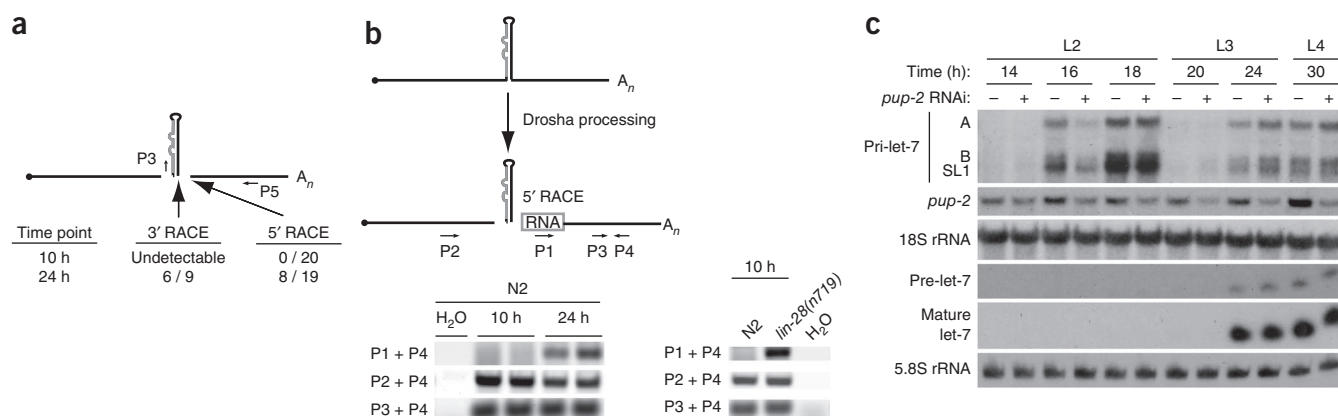 a
P3
P5
An
Time point 3′ RACE 5′ RACE
10 h Undetectable 0 / 20
24 h 6 / 9 8 / 19
b
An
Drosha processing
5′ RACE
RNA
An
P2 P1 P3 P4
N2
H2O 10 h 24 h
P1 + P4
P2 + P4
P3 + P4
10 h
N2 lin-28(n719) H2O
P1 + P4
P2 + P4
P3 + P4
c
L2 L3 L4
Time (h): 14 16 18 20 24 30
pup-2 RNAi: – + – + – + – + – + – +
Pri-let-7
A
B
SL1
pup-2
18S rRNA
Pre-let-7
Mature
let-7
5.8S rRNA